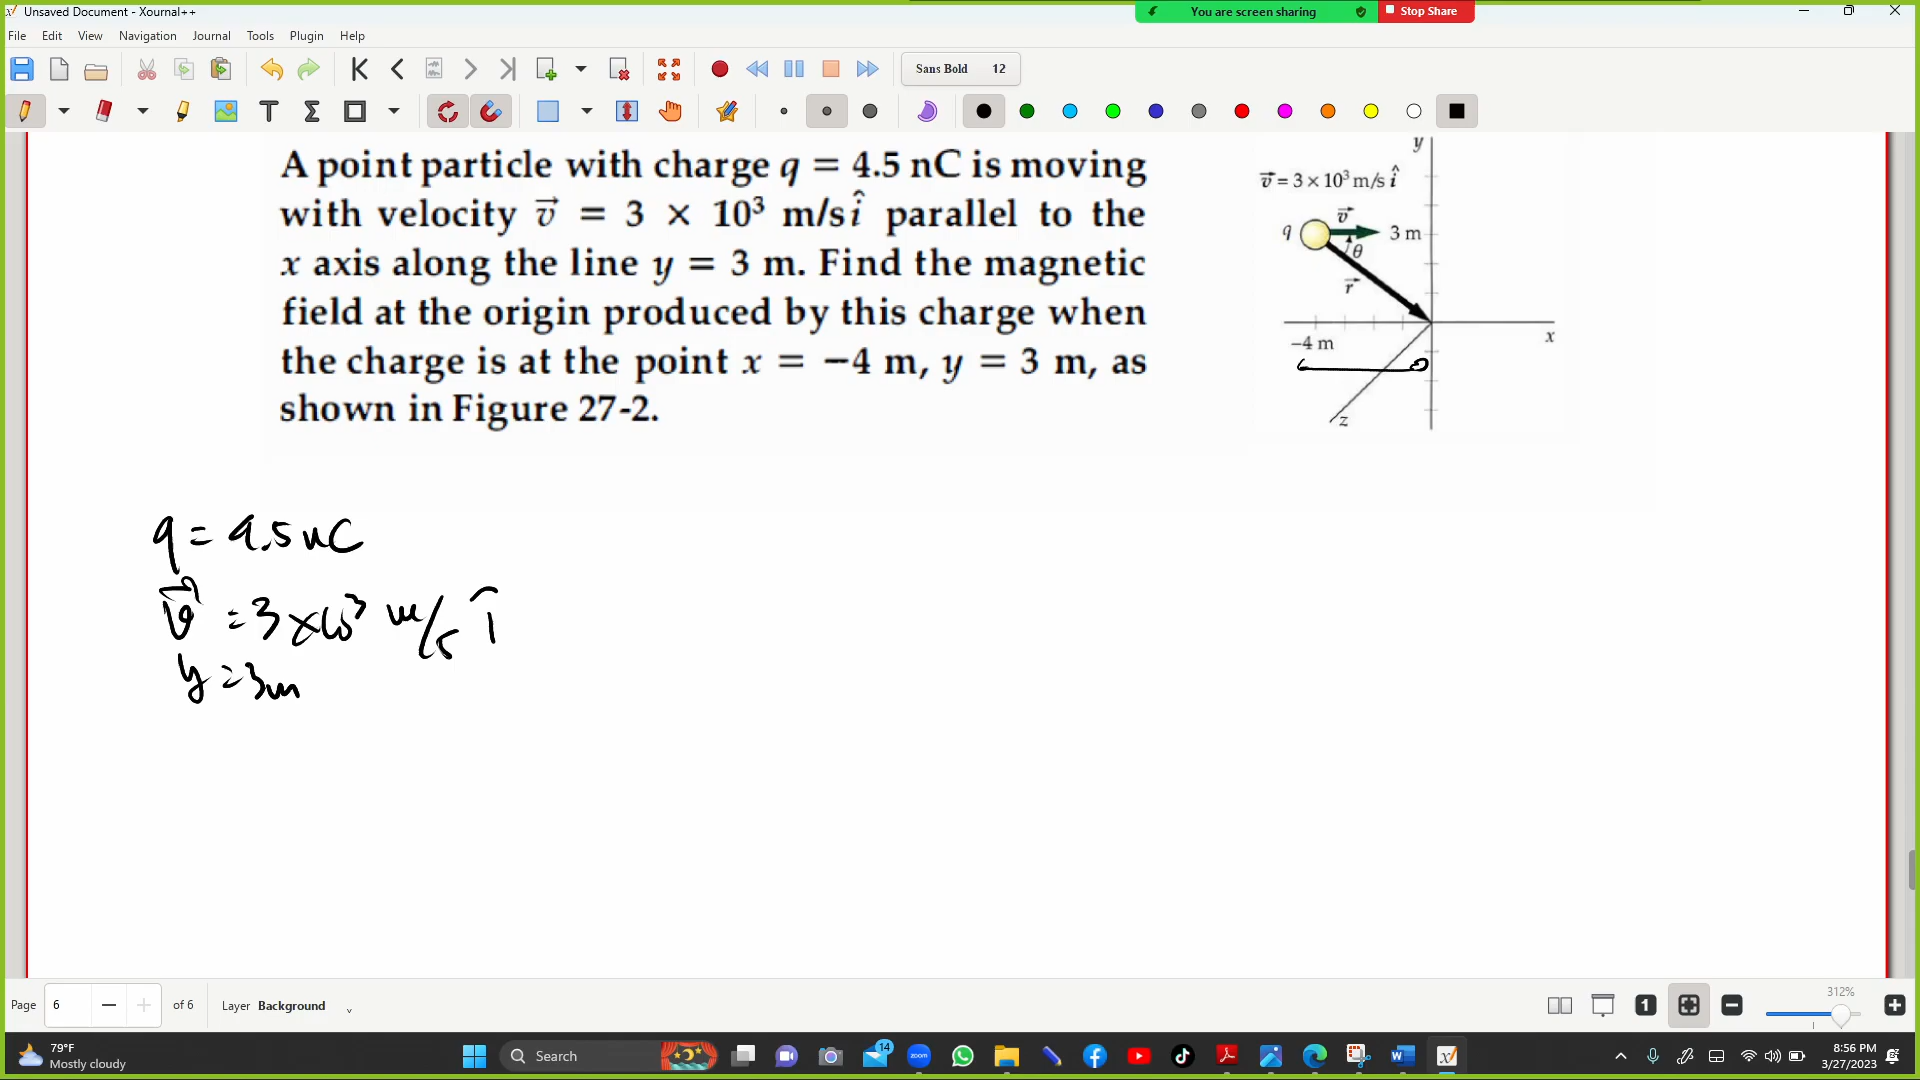 Unsaved Document - Xournal++
You are screen sharing
Stop Share
File Edit View Navigation Journal Tools Plugin Help
Sans Bold 12
A point particle with charge q = 4.5 nC is moving
with velocity v⃗ = 3 × 10³ m/s î parallel to the
x axis along the line y = 3 m. Find the magnetic
field at the origin produced by this charge when
the charge is at the point x = −4 m, y = 3 m, as
shown in Figure 27-2.
y
v⃗ = 3 × 10³ m/s î
v⃗
q
3 m
θ
r⃗
−4 m
x
z
q = 4.5 nC
v⃗ = 3 × 10³ m/s î
y = 3m
Page 6 of 6 Layer Background
1
312%
79°F
Mostly cloudy
Search
14
zoom
8:56 PM
3/27/2023